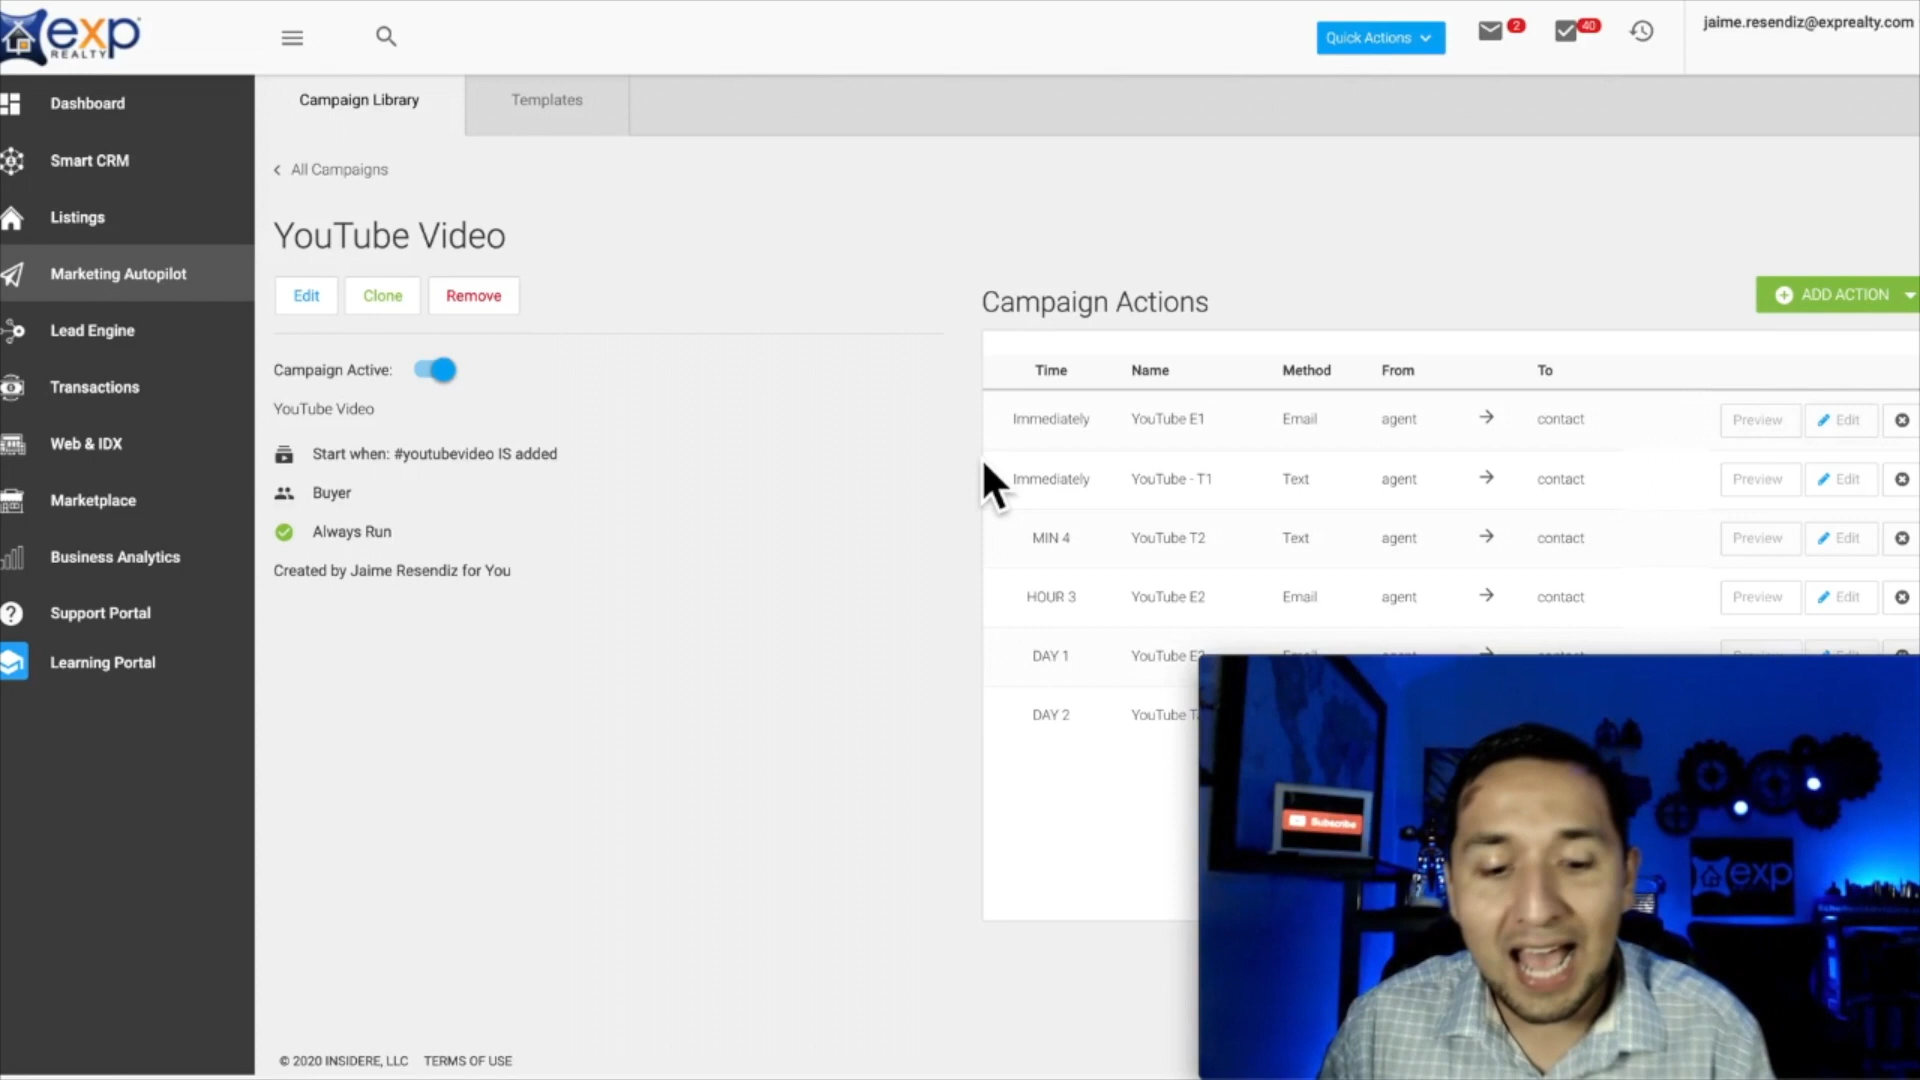 exp
REALTY
Quick Actions
2
40
jaime.resendiz@exprealty.com
Dashboard
Smart CRM
Listings
Marketing Autopilot
Lead Engine
Transactions
Web & IDX
Marketplace
Business Analytics
Support Portal
Learning Portal
Campaign Library
Templates
All Campaigns
YouTube Video
Edit
Clone
Remove
Campaign Active:
YouTube Video
Start when: #youtubevideo IS added
Buyer
Always Run
Created by Jaime Resendiz for You
Campaign Actions
ADD ACTION
Time Name Method From To
Immediately YouTube E1 Email agent → contact Preview Edit
Immediately YouTube - T1 Text agent → contact Preview Edit
MIN 4 YouTube T2 Text agent → contact Preview Edit
HOUR 3 YouTube E2 Email agent → contact Preview Edit
DAY 1 YouTube
DAY 2 YouTube
Subscribe
exp
© 2020 INSIDERE, LLC TERMS OF USE